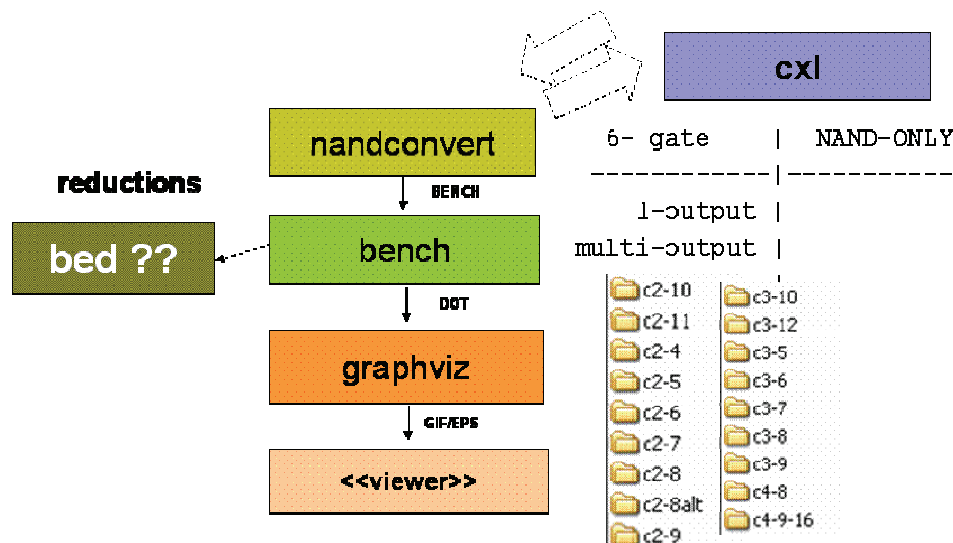 cxl
nandconvert
6- gate | NAND-ONLY
------------|-----------
reductions
BENCH
1-output |
multi-output |
bed ??
bench
DOT
c2-10
c2-11
c2-4
c2-5
c2-6
c2-7
c2-8
c2-8alt
c2-9
c3-10
c3-12
c3-5
c3-6
c3-7
c3-8
c3-9
c4-8
c4-9-16
graphviz
GIF/EPS
<<viewer>>